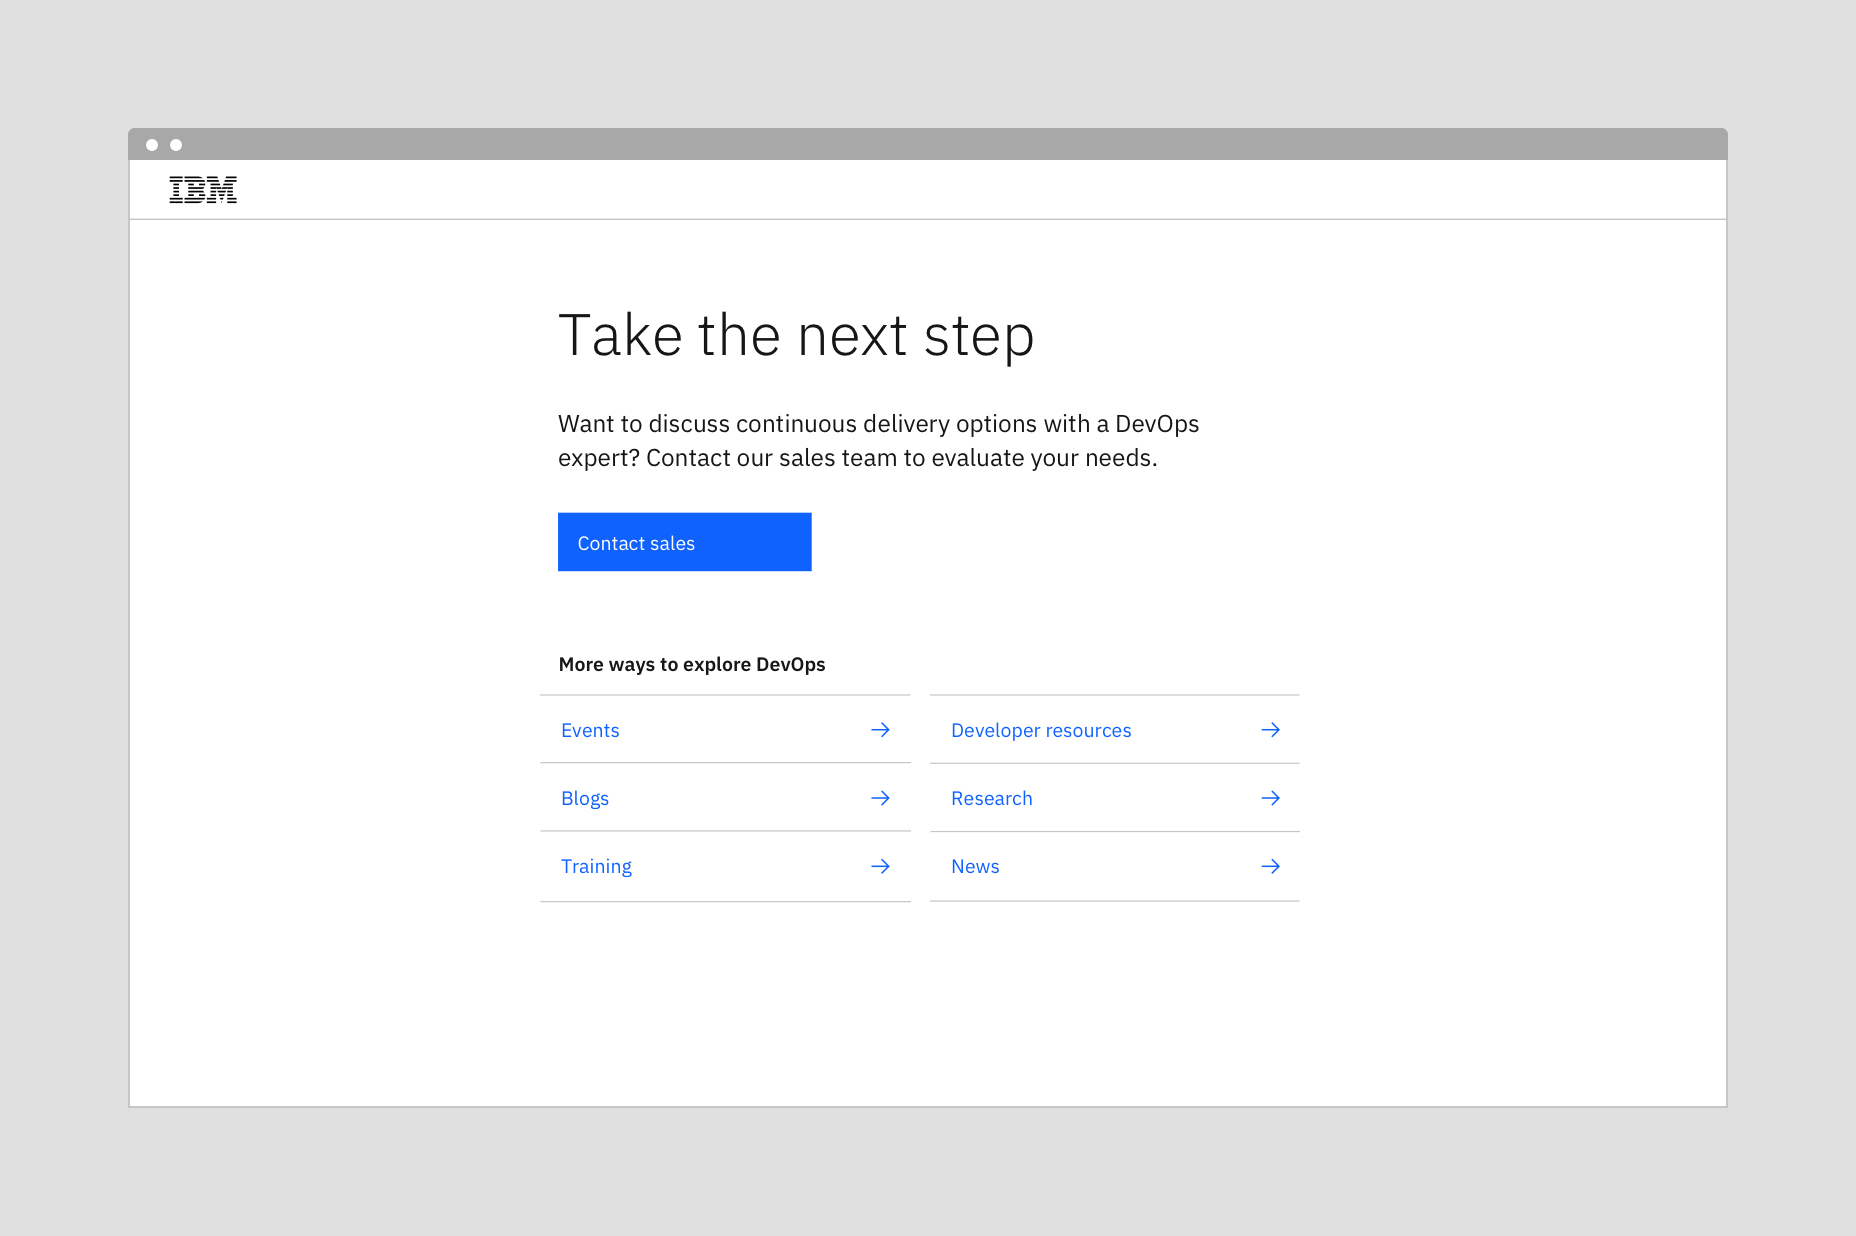 IBM
Take the next step
Want to discuss continuous delivery options with a DevOps
expert? Contact our sales team to evaluate your needs.
Contact sales
More ways to explore DevOps
Events
Developer resources
Blogs
Research
Training
News